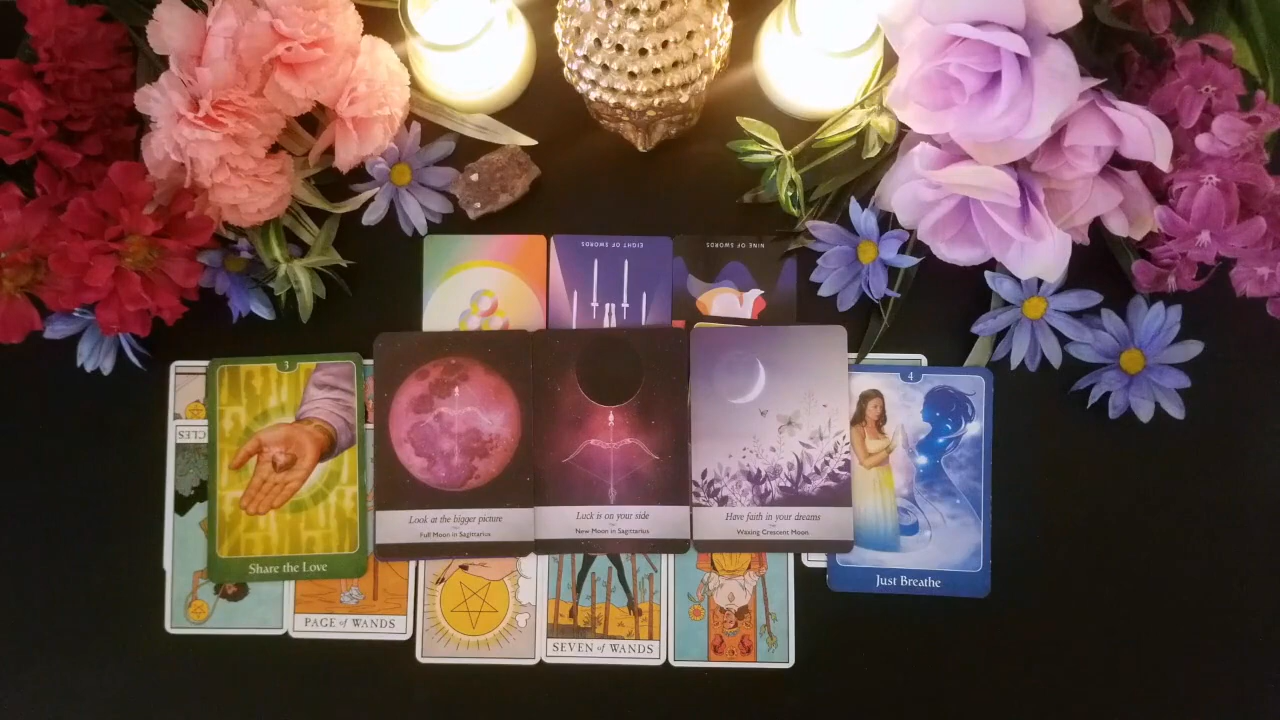 EIGHT OF SWORDS
NINE OF SWORDS
3
4
CLES
Look at the bigger picture
Full Moon in Sagittarius
Luck is on your side
New Moon in Sagittarius
Have faith in your dreams
Waxing Crescent Moon
Share the Love
Just Breathe
PAGE of WANDS
SEVEN of WANDS